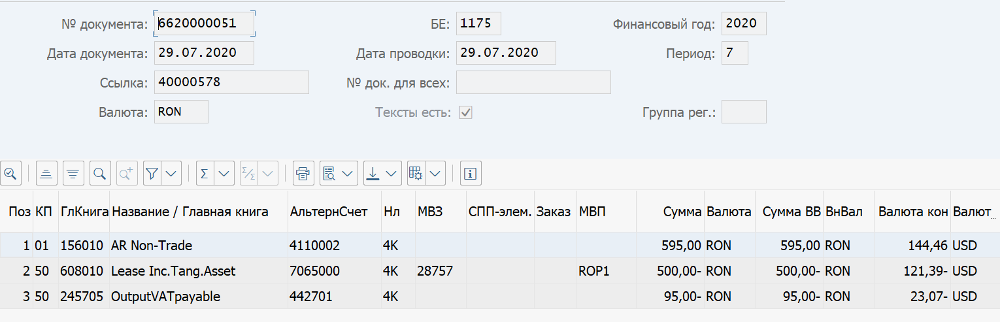 № документа: 6620000051 БЕ: 1175 Финансовый год: 2020
Дата документа: 29.07.2020 Дата проводки: 29.07.2020 Период: 7
Ссылка: 40000578 № док. для всех:
Валюта: RON Тексты есть: Группа рег.:
Поз КП ГлКнига Название / Главная книга АльтернСчет Нл МВЗ СПП-элем. Заказ МВП Сумма Валюта Сумма ВВ ВнВал Валюта кон Валют...
1 01 156010 AR Non-Trade 4110002 4K 595,00 RON 595,00 RON 144,46 USD
2 50 608010 Lease Inc.Tang.Asset 7065000 4K 28757 ROP1 500,00- RON 500,00- RON 121,39- USD
3 50 245705 OutputVATpayable 442701 4K 95,00- RON 95,00- RON 23,07- USD